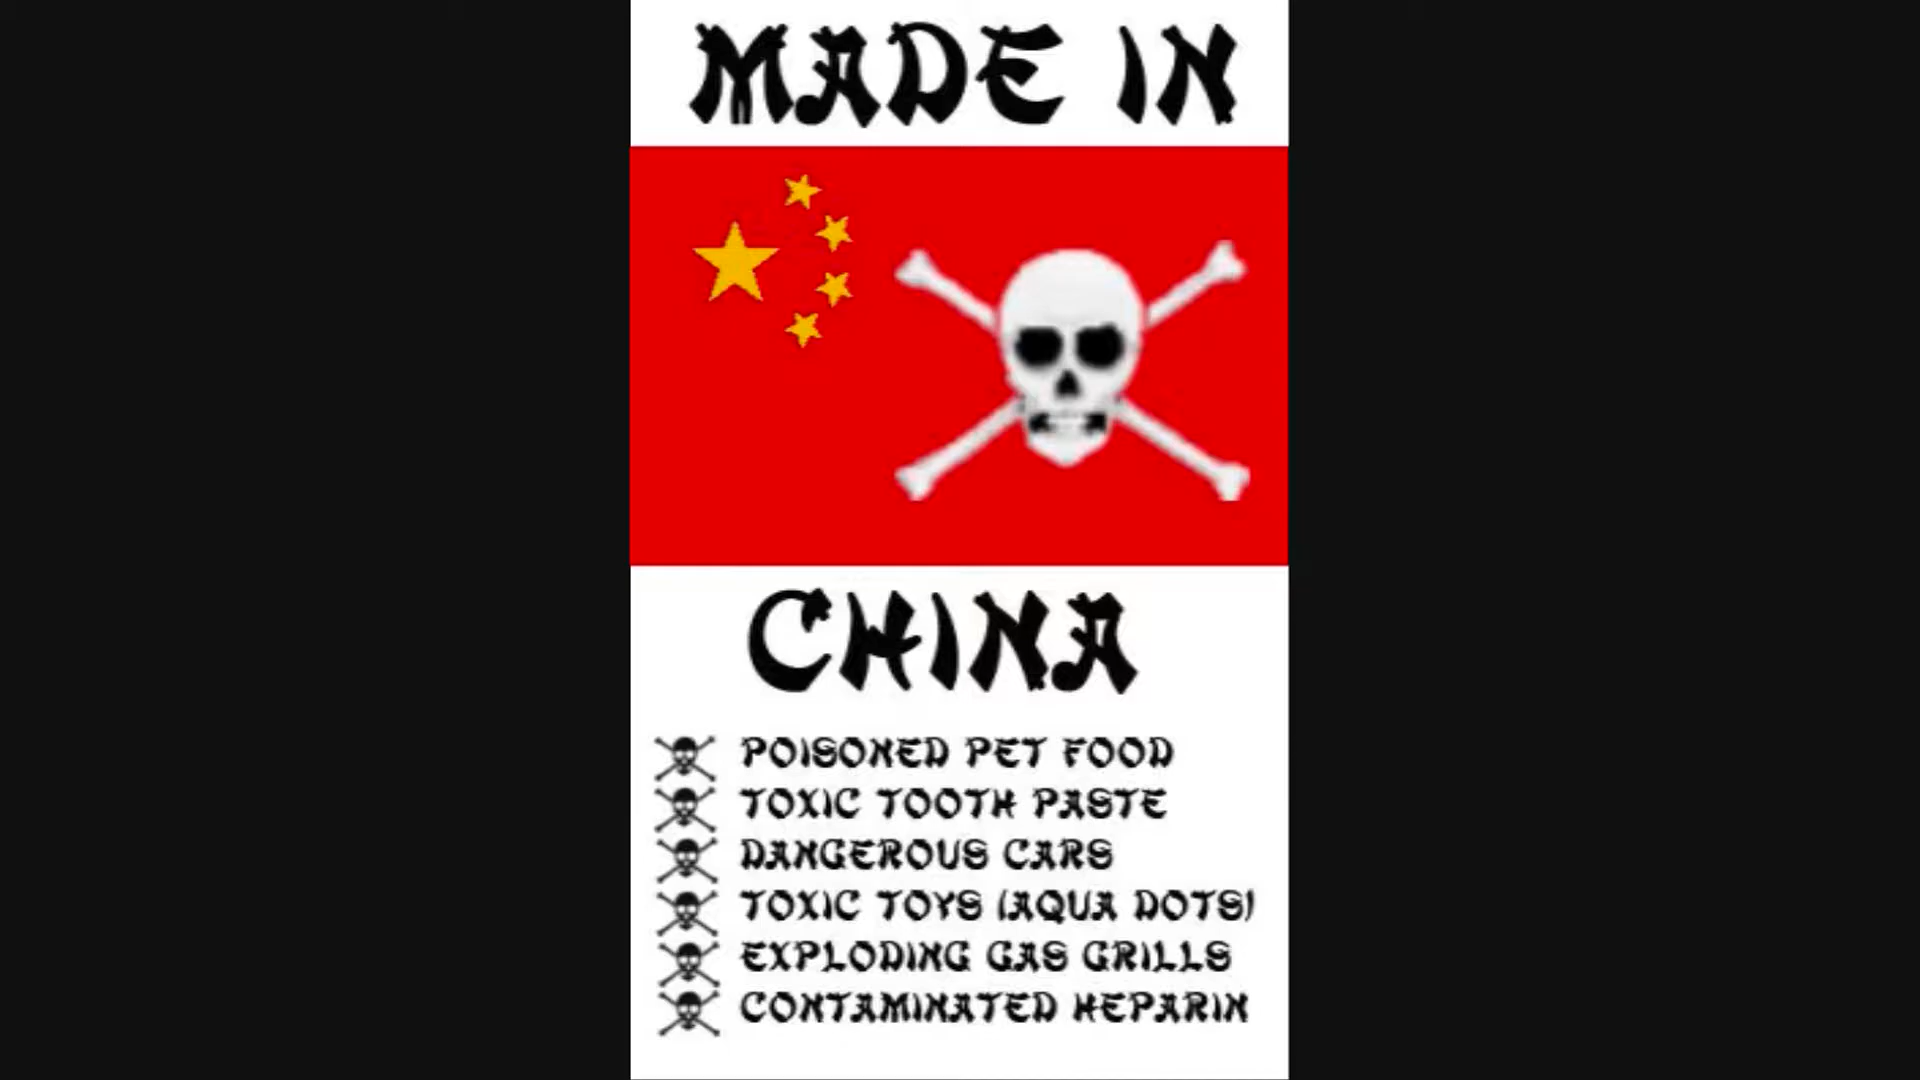 MADE IN
CHINA
POISONED PET FOOD
TOXIC TOOTH PASTE
DANGEROUS CARS
TOXIC TOYS (AQUA DOTS)
EXPLODING GAS GRILLS
CONTAMINATED HEPARIN